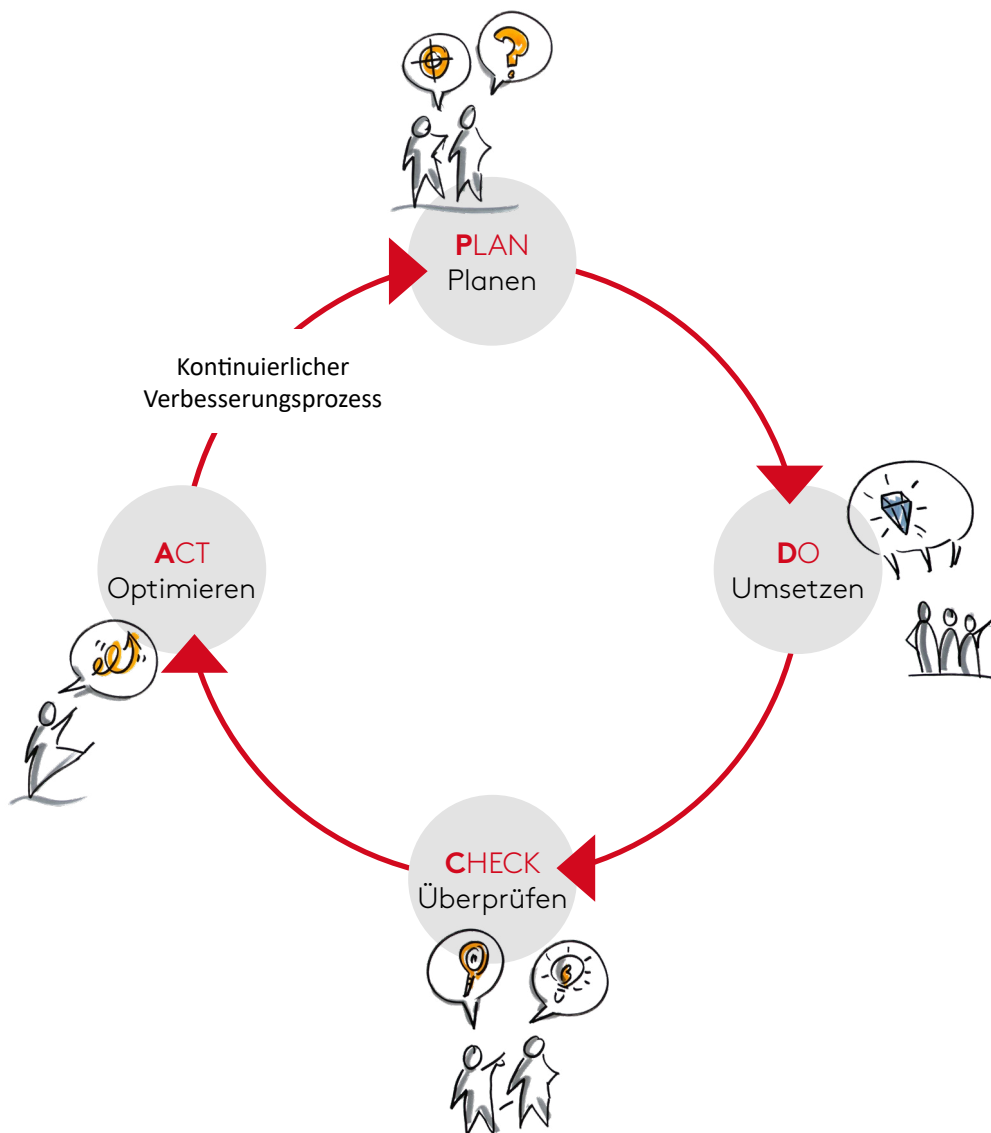 PLAN
Planen
Kontinuierlicher
Verbesserungsprozess
ACT
Optimieren
DO
Umsetzen
CHECK
Überprüfen